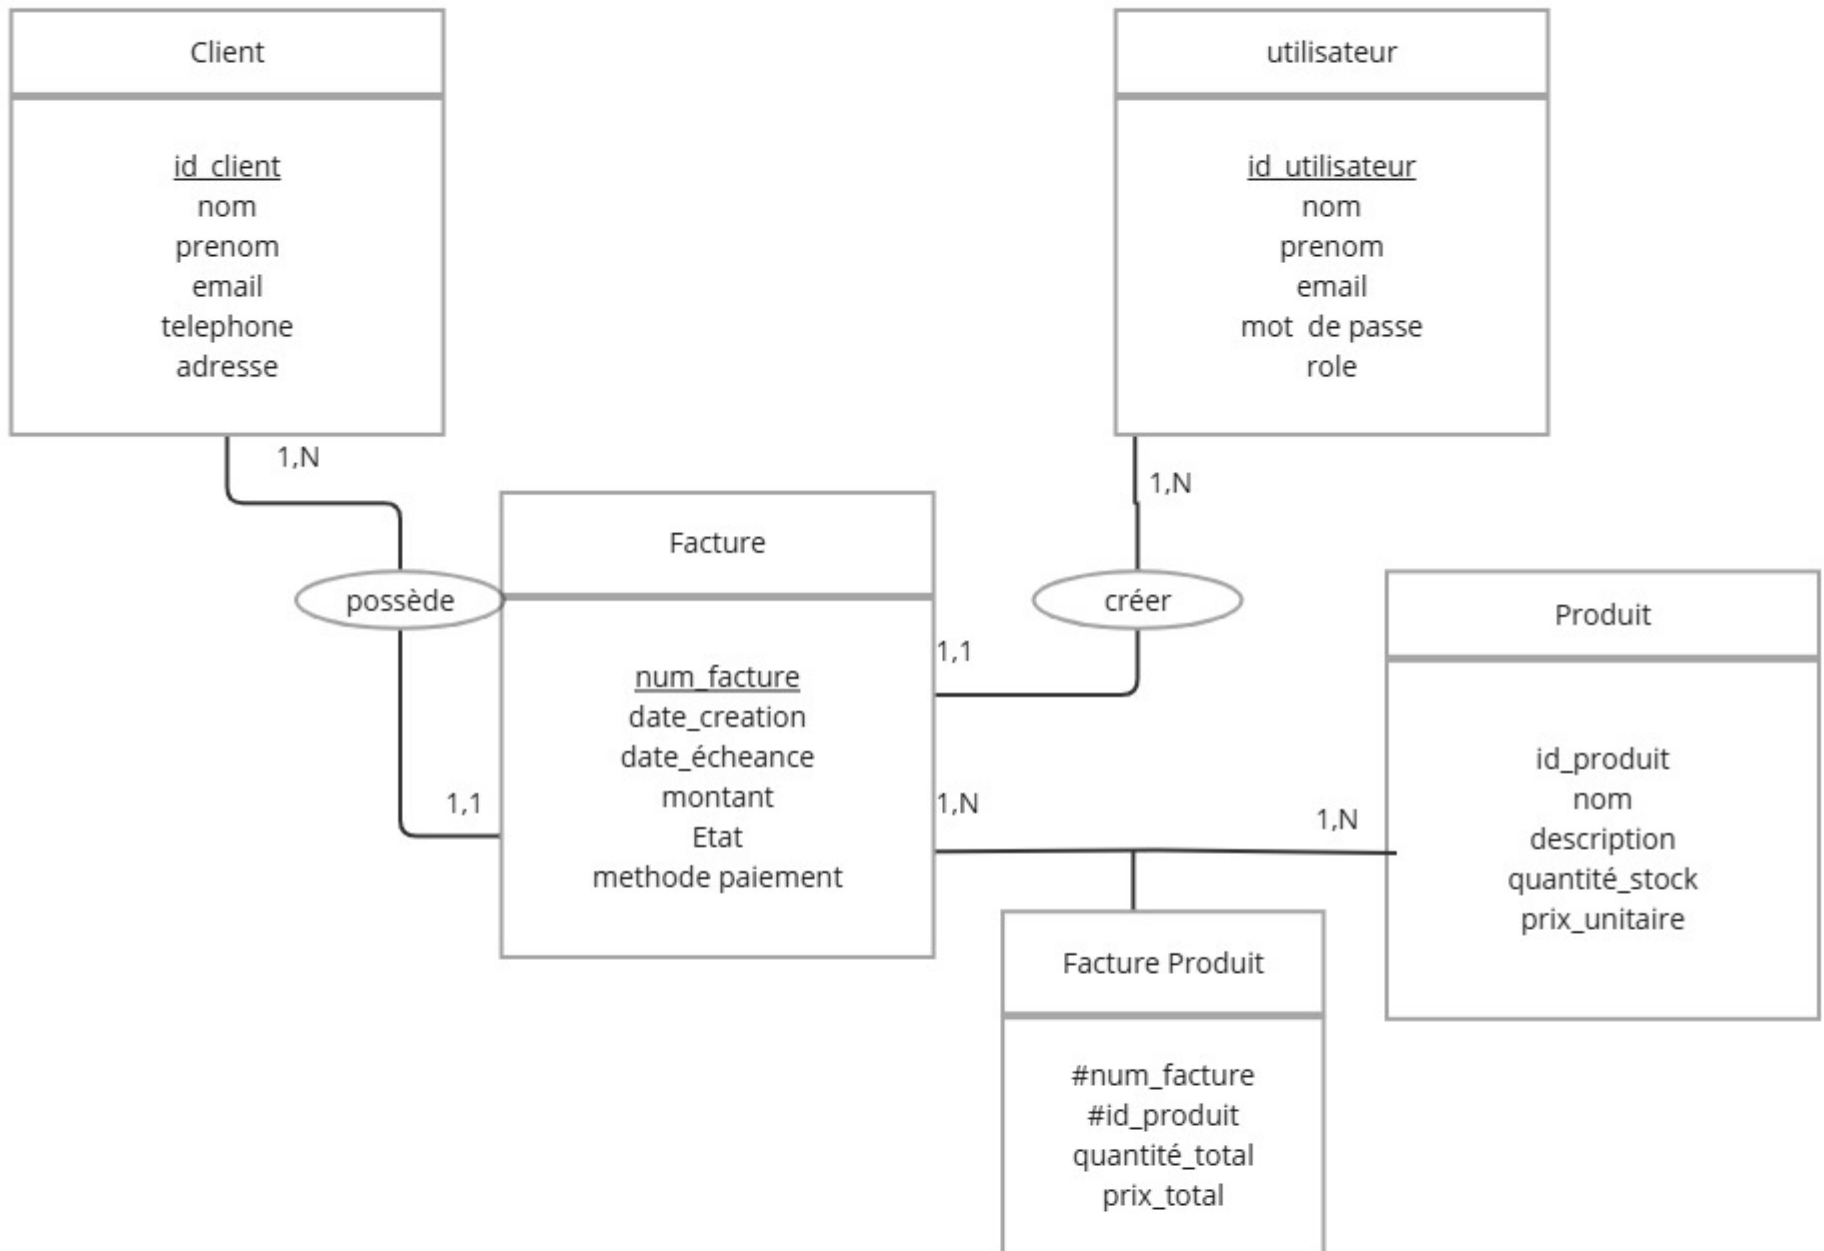 Client
id_client
nom
prenom
email
telephone
adresse
1,N
utilisateur
id_utilisateur
nom
prenom
email
mot de passe
role
1,N
possède
1,1
Facture
num_facture
date_creation
date_écheance
montant
Etat
methode paiement
créer
1,1
1,N
1,N
Produit
id_produit
nom
description
quantité_stock
prix_unitaire
Facture Produit
#num_facture
#id_produit
quantité_total
prix_total